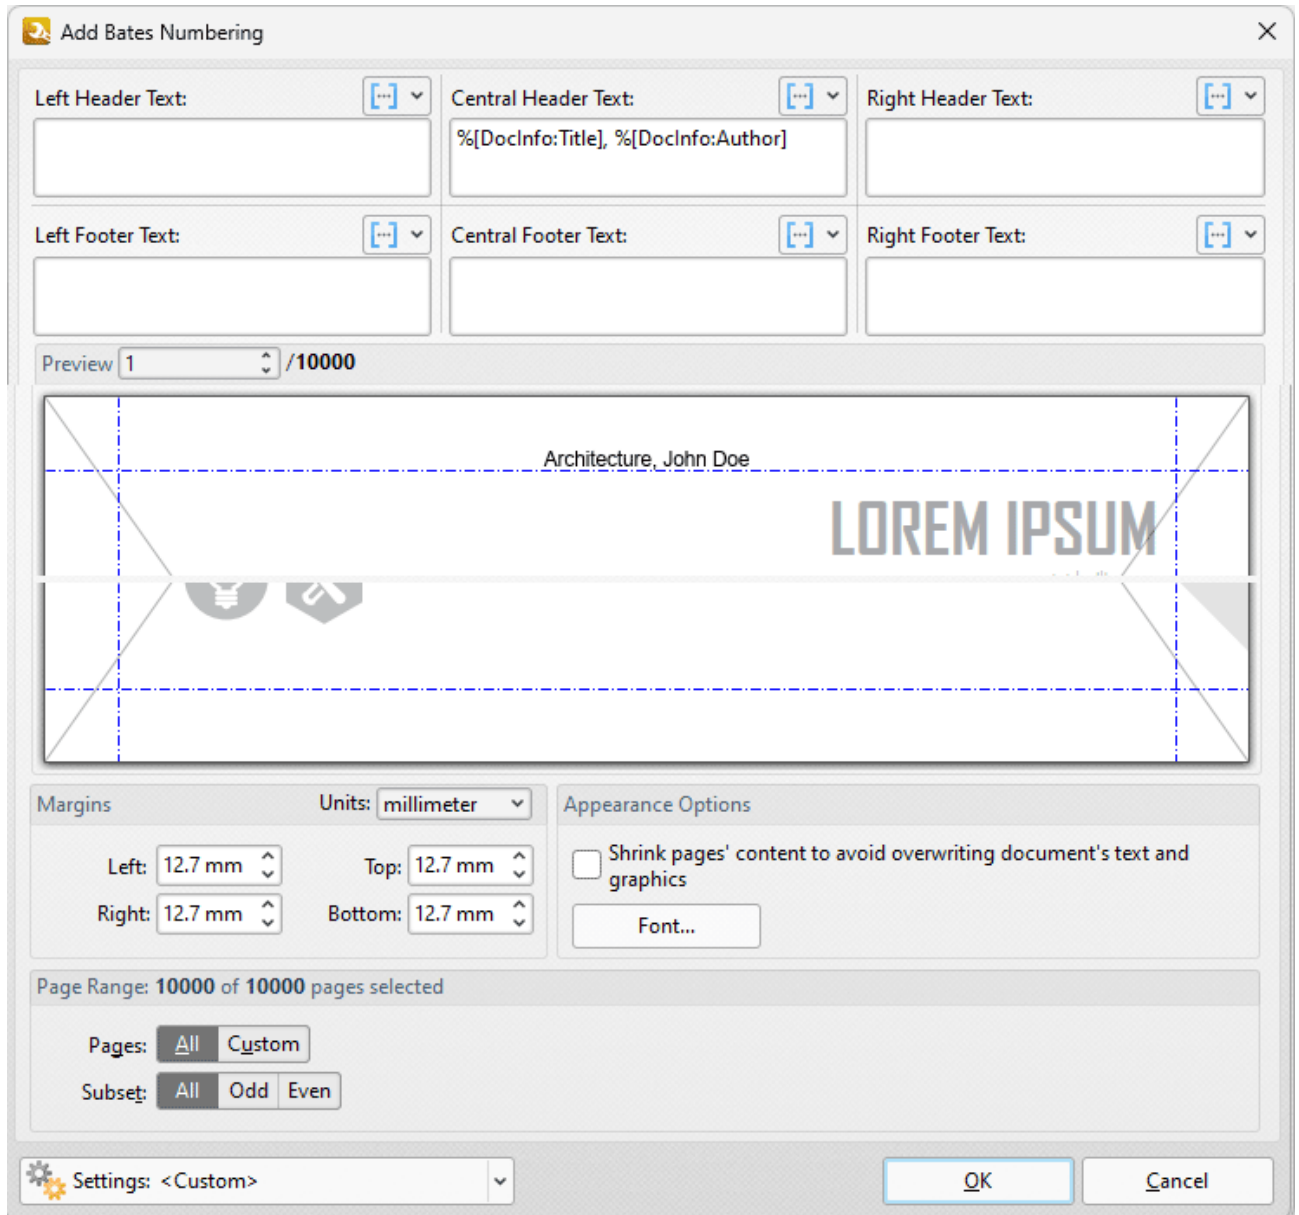 Add Bates Numbering
Left Header Text:
Central Header Text:
Right Header Text:
%[DocInfo:Title], %[DocInfo:Author]
Left Footer Text:
Central Footer Text:
Right Footer Text:
Preview 1 /10000
Architecture, John Doe
LOREM IPSUM
Margins
Units: millimeter
Left: 12.7 mm
Top: 12.7 mm
Right: 12.7 mm
Bottom: 12.7 mm
Appearance Options
Shrink pages' content to avoid overwriting document's text and
graphics
Font...
Page Range: 10000 of 10000 pages selected
Pages: All Custom
Subset: All Odd Even
Settings: <Custom>
OK
Cancel